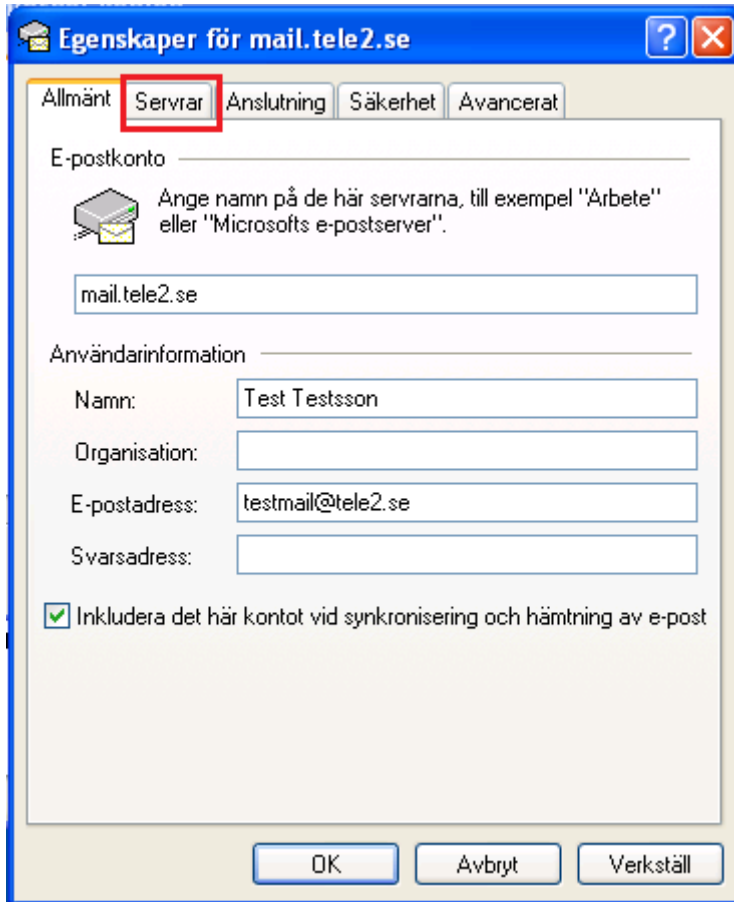 Egenskaper för mail.tele2.se
Allmänt Servrar Anslutning Säkerhet Avancerat
E-postkonto
Ange namn på de här servrarna, till exempel "Arbete"
eller "Microsofts e-postserver".
mail.tele2.se
Användarinformation
Namn: Test Testsson
Organisation:
E-postadress: testmail@tele2.se
Svarsadress:
Inkludera det här kontot vid synkronisering och hämtning av e-post
OK Avbryt Verkställ